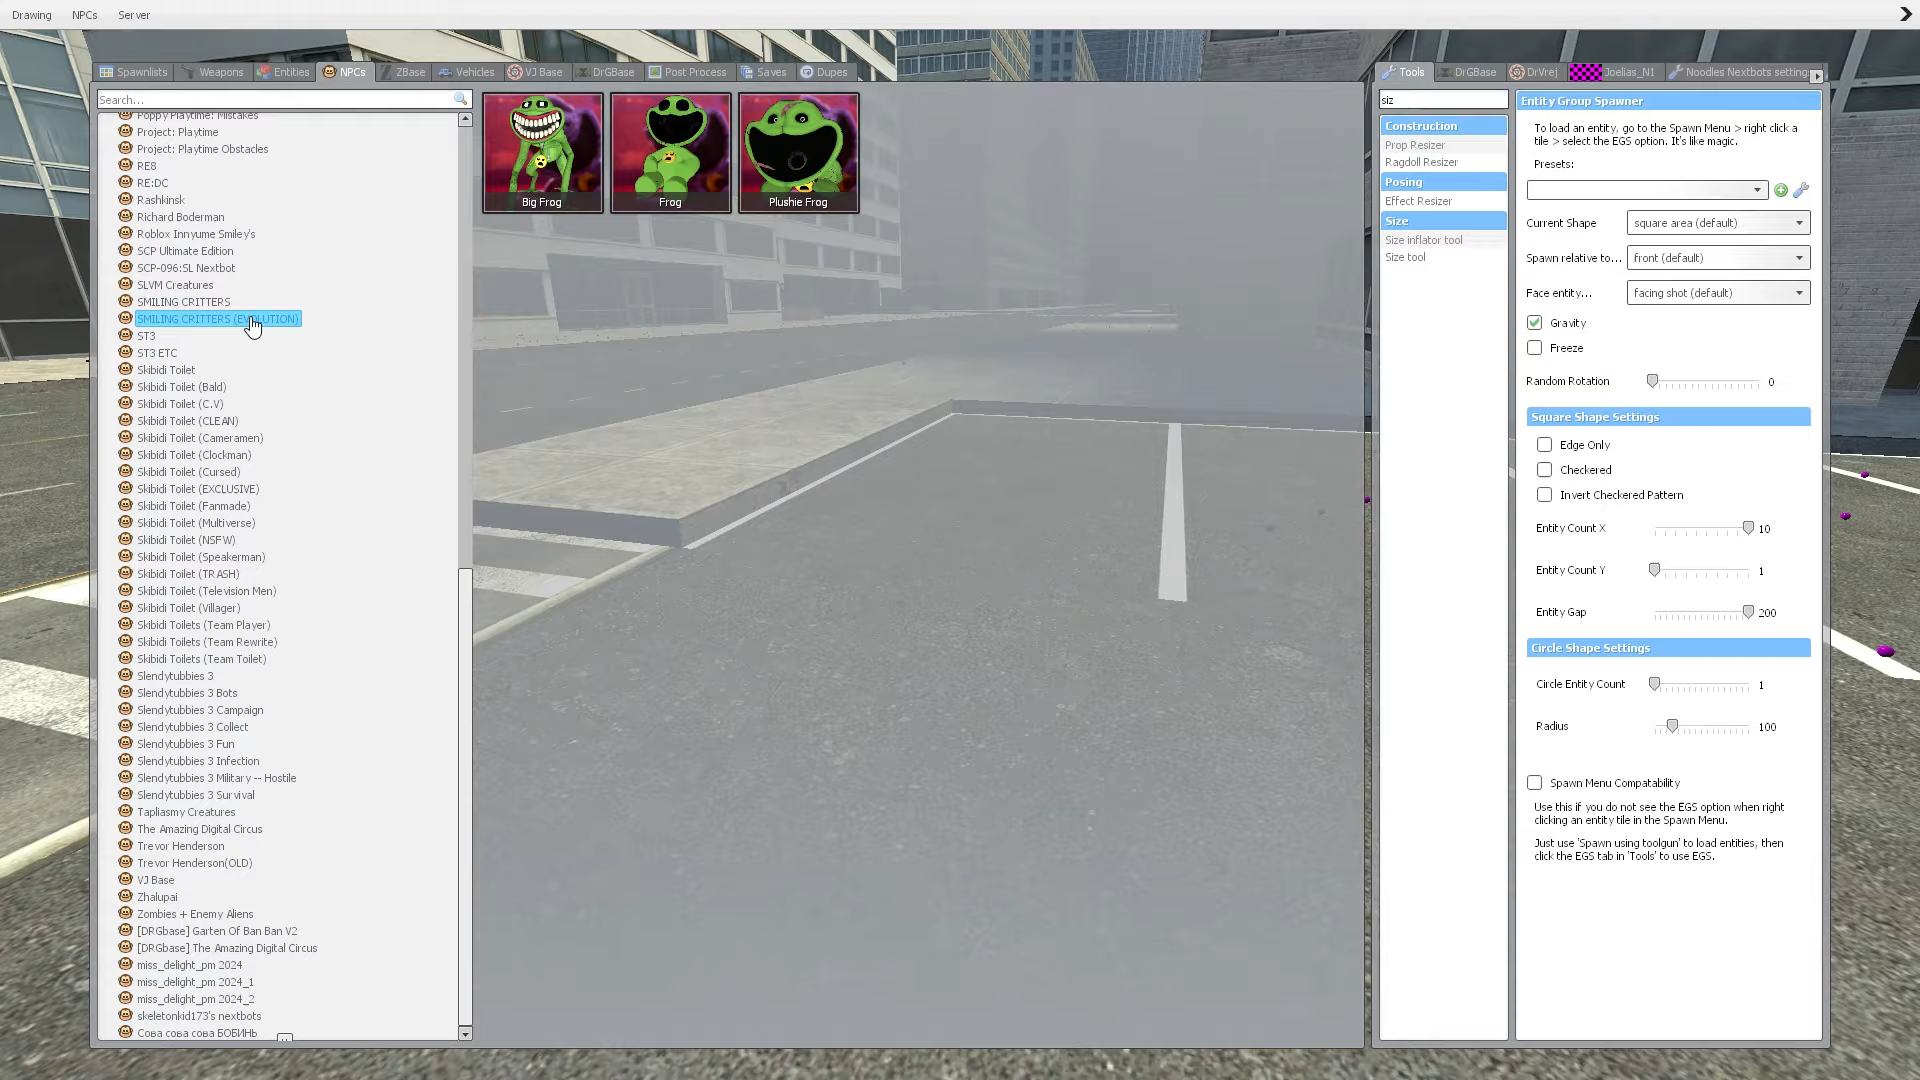 Drawing NPCs Server
Spawnlists Weapons Entities NPCs ZBase Vehicles VJ Base DrGBase Post Process Saves Dupes
Search...
Poppy Playtime: Mistakes
Project: Playtime
Project: Playtime Obstacles
RE8
RE:DC
Rashkinsk
Richard Boderman
Roblox Innyume Smiley's
SCP Ultimate Edition
SCP-096:SL Nextbot
SLVM Creatures
SMILING CRITTERS
SMILING CRITTERS (EVOLUTION)
ST3
ST3 ETC
Skibidi Toilet
Skibidi Toilet (Bald)
Skibidi Toilet (C.V)
Skibidi Toilet (CLEAN)
Skibidi Toilet (Cameramen)
Skibidi Toilet (Clockman)
Skibidi Toilet (Cursed)
Skibidi Toilet (EXCLUSIVE)
Skibidi Toilet (Fanmade)
Skibidi Toilet (Multiverse)
Skibidi Toilet (NSFW)
Skibidi Toilet (Speakerman)
Skibidi Toilet (TRASH)
Skibidi Toilet (Television Men)
Skibidi Toilet (Villager)
Skibidi Toilets (Team Player)
Skibidi Toilets (Team Rewrite)
Skibidi Toilets (Team Toilet)
Slendytubbies 3
Slendytubbies 3 Bots
Slendytubbies 3 Campaign
Slendytubbies 3 Collect
Slendytubbies 3 Fun
Slendytubbies 3 Infection
Slendytubbies 3 Military -- Hostile
Slendytubbies 3 Survival
Tapliasmy Creatures
The Amazing Digital Circus
Trevor Henderson
Trevor Henderson(OLD)
VJ Base
Zhalupai
Zombies + Enemy Aliens
[DRGbase] Garten Of Ban Ban V2
[DRGbase] The Amazing Digital Circus
miss_delight_pm 2024
miss_delight_pm 2024_1
miss_delight_pm 2024_2
skeletonkid173's nextbots
Сова сова сова БОБИНЬ
Big Frog
Frog
Plushie Frog
Tools DrGBase DrVrej Joelias_N1 Noodles Nextbots setting
siz
Construction
Prop Resizer
Ragdoll Resizer
Posing
Effect Resizer
Size
Size inflator tool
Size tool
Entity Group Spawner
To load an entity, go to the Spawn Menu > right click a
tile > select the EGS option. It's like magic.
Presets:
Current Shape square area (default)
Spawn relative to... front (default)
Face entity... facing shot (default)
Gravity
Freeze
Random Rotation 0
Square Shape Settings
Edge Only
Checkered
Invert Checkered Pattern
Entity Count X 10
Entity Count Y 1
Entity Gap 200
Circle Shape Settings
Circle Entity Count 1
Radius 100
Spawn Menu Compatability
Use this if you do not see the EGS option when right
clicking an entity tile in the Spawn Menu.
Just use 'Spawn using toolgun' to load entities, then
click the EGS tab in 'Tools' to use EGS.